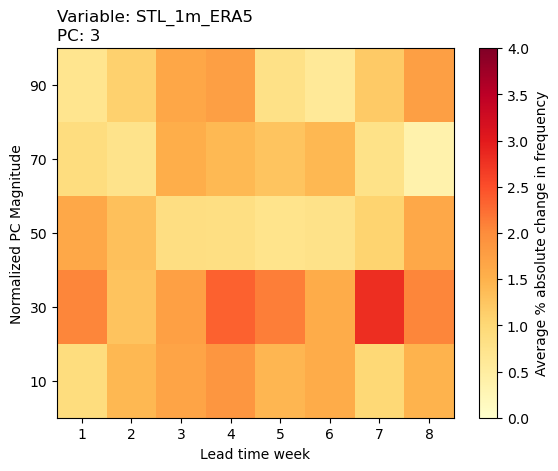 Variable: STL_1m_ERA5
PC: 3
90
70
50
30
10
Normalized PC Magnitude
1 2 3 4 5 6 7 8
Lead time week
4.0
3.5
3.0
2.5
2.0
1.5
1.0
0.5
0.0
Average % absolute change in frequency